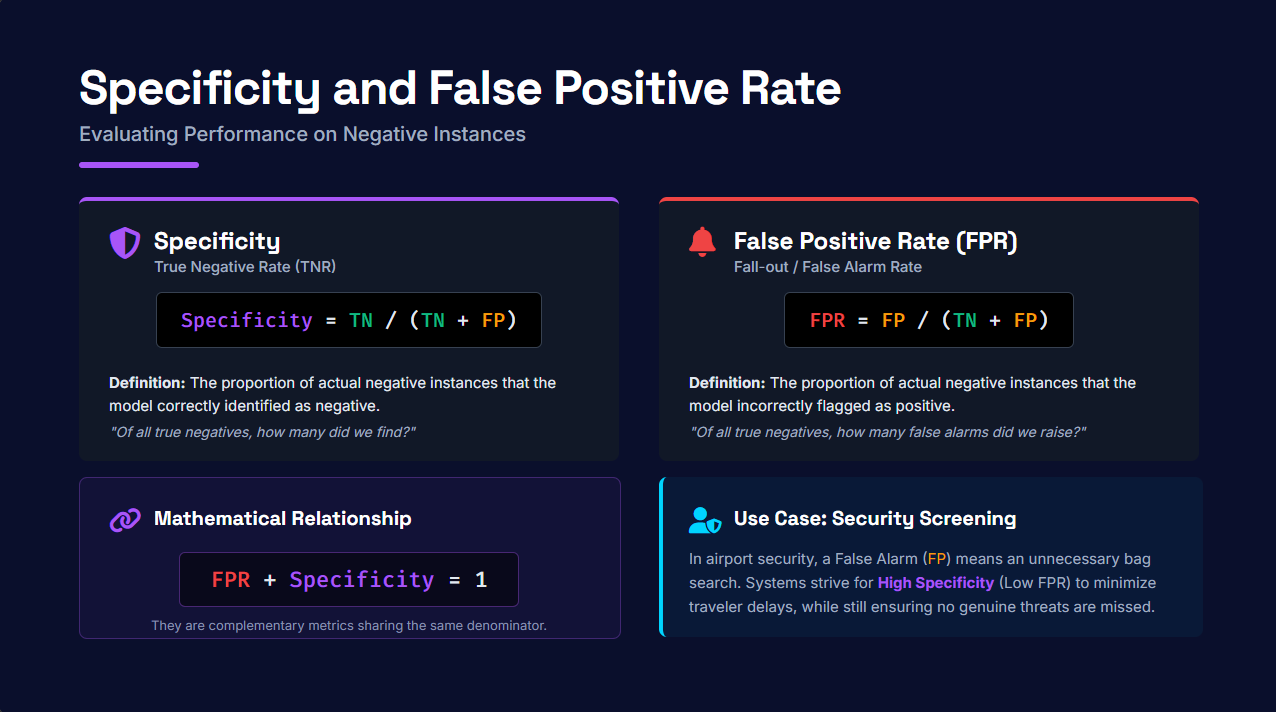 Specificity and False Positive Rate
Evaluating Performance on Negative Instances
Specificity
True Negative Rate (TNR)
Specificity = TN / (TN + FP)
Definition: The proportion of actual negative instances that the
model correctly identified as negative.
"Of all true negatives, how many did we find?"
False Positive Rate (FPR)
Fall-out / False Alarm Rate
FPR = FP / (TN + FP)
Definition: The proportion of actual negative instances that the
model incorrectly flagged as positive.
"Of all true negatives, how many false alarms did we raise?"
Mathematical Relationship
FPR + Specificity = 1
They are complementary metrics sharing the same denominator.
Use Case: Security Screening
In airport security, a False Alarm (FP) means an unnecessary bag
search. Systems strive for High Specificity (Low FPR) to minimize
traveler delays, while still ensuring no genuine threats are missed.